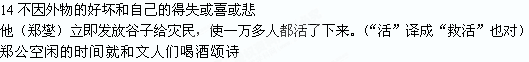 14 不因外物的好坏和自己的得失或喜或悲
他（郑燮）立即发放谷子给灾民，使一万多人都活了下来。（“活”译成“救活”也对）
郑公空闲的时间就和文人们喝酒颂诗